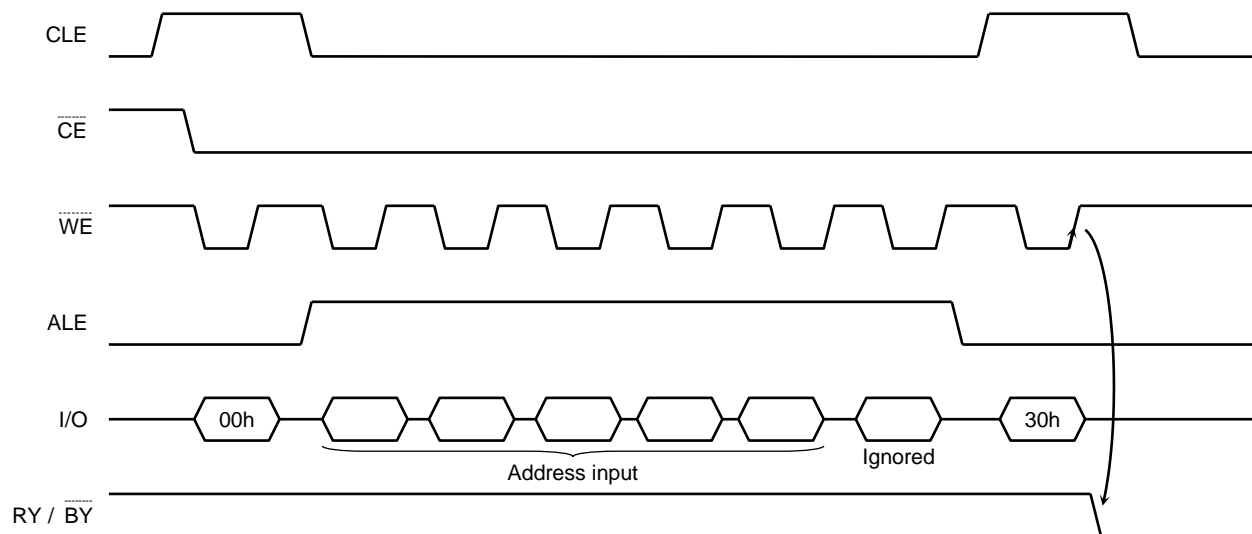 CLE
CE
WE
ALE
I/O 00h 30h
Ignored
Address input
RY / BY